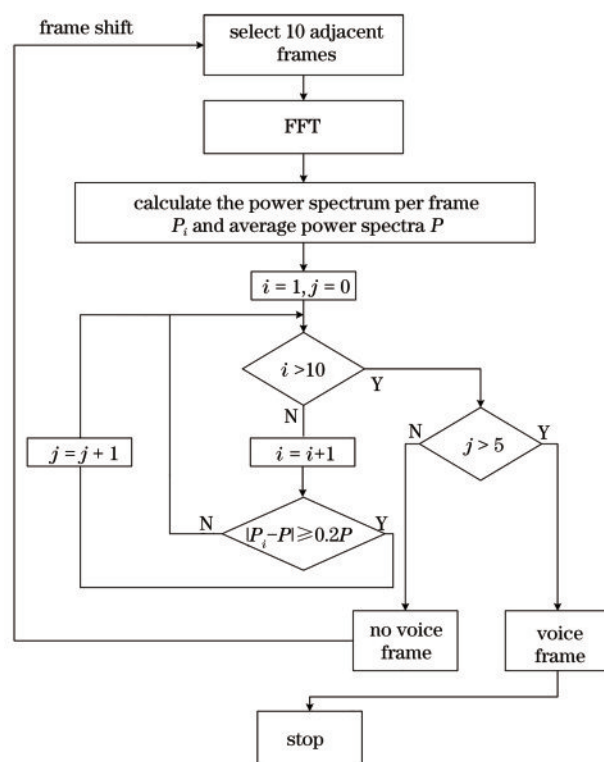 frame shift
select 10 adjacent
frames
FFT
calculate the power spectrum per frame
Pᵢ and average power spectra P
i = 1, j = 0
i >10
Y
N
j = j + 1
i = i+1
N
j > 5
Y
N
|Pᵢ−P|≥0.2P
Y
no voice
frame
voice
frame
stop